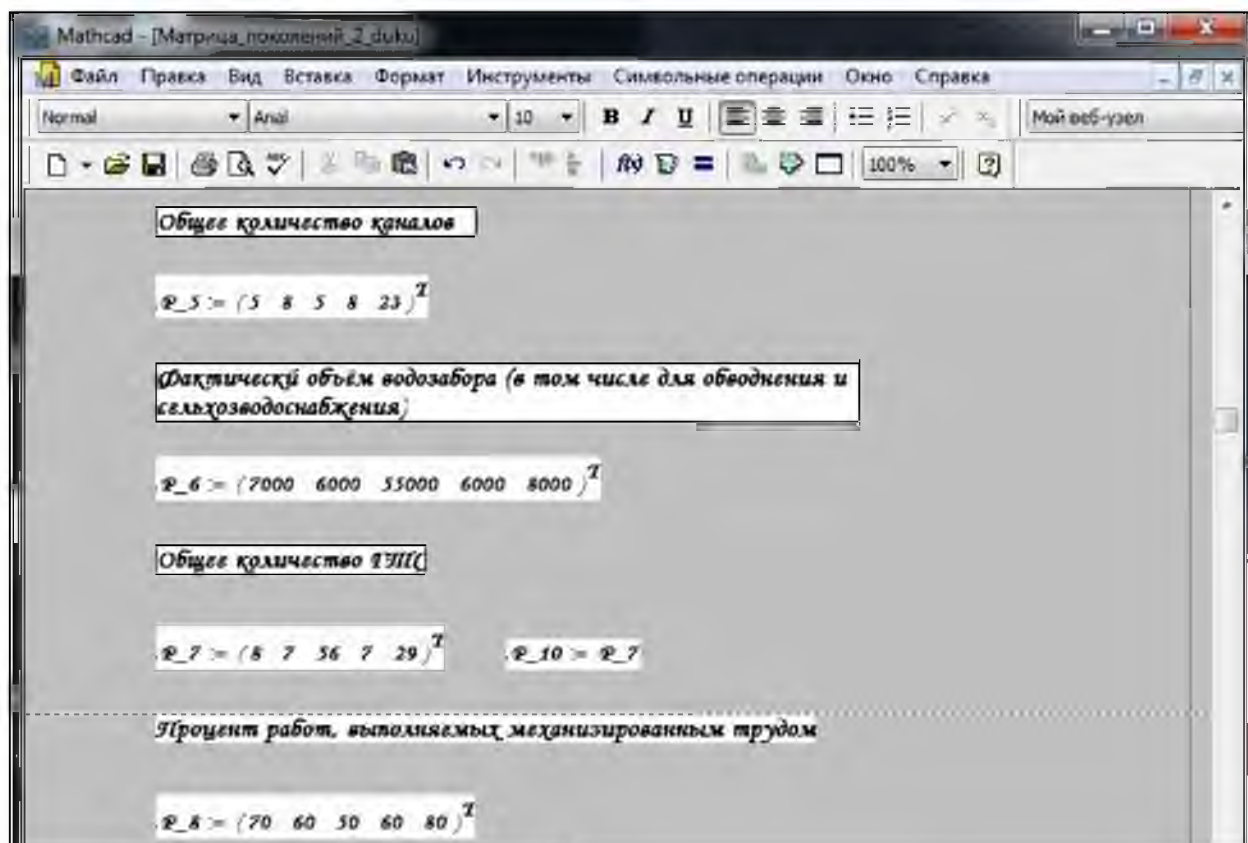 Mathcad - [Матрица_поколений_2_duku]
Файл Правка Вид Вставка Формат Инструменты Символьные операции Окно Справка
Normal Arial 10 B I U Мой веб-узел
f(x) = 100%
Общее количество каналов
P_5 := (5 8 5 8 23)^T
Фактическй объём водозабора (в том числе для обводнения и
сельхозводоснабжения)
P_6 := (7000 6000 55000 6000 8000)^T
Общее количество ГТС
P_7 := (8 7 56 7 29)^T P_10 := P_7
Процент работ, выполняемых механизированным трудом
P_8 := (70 60 50 60 80)^T